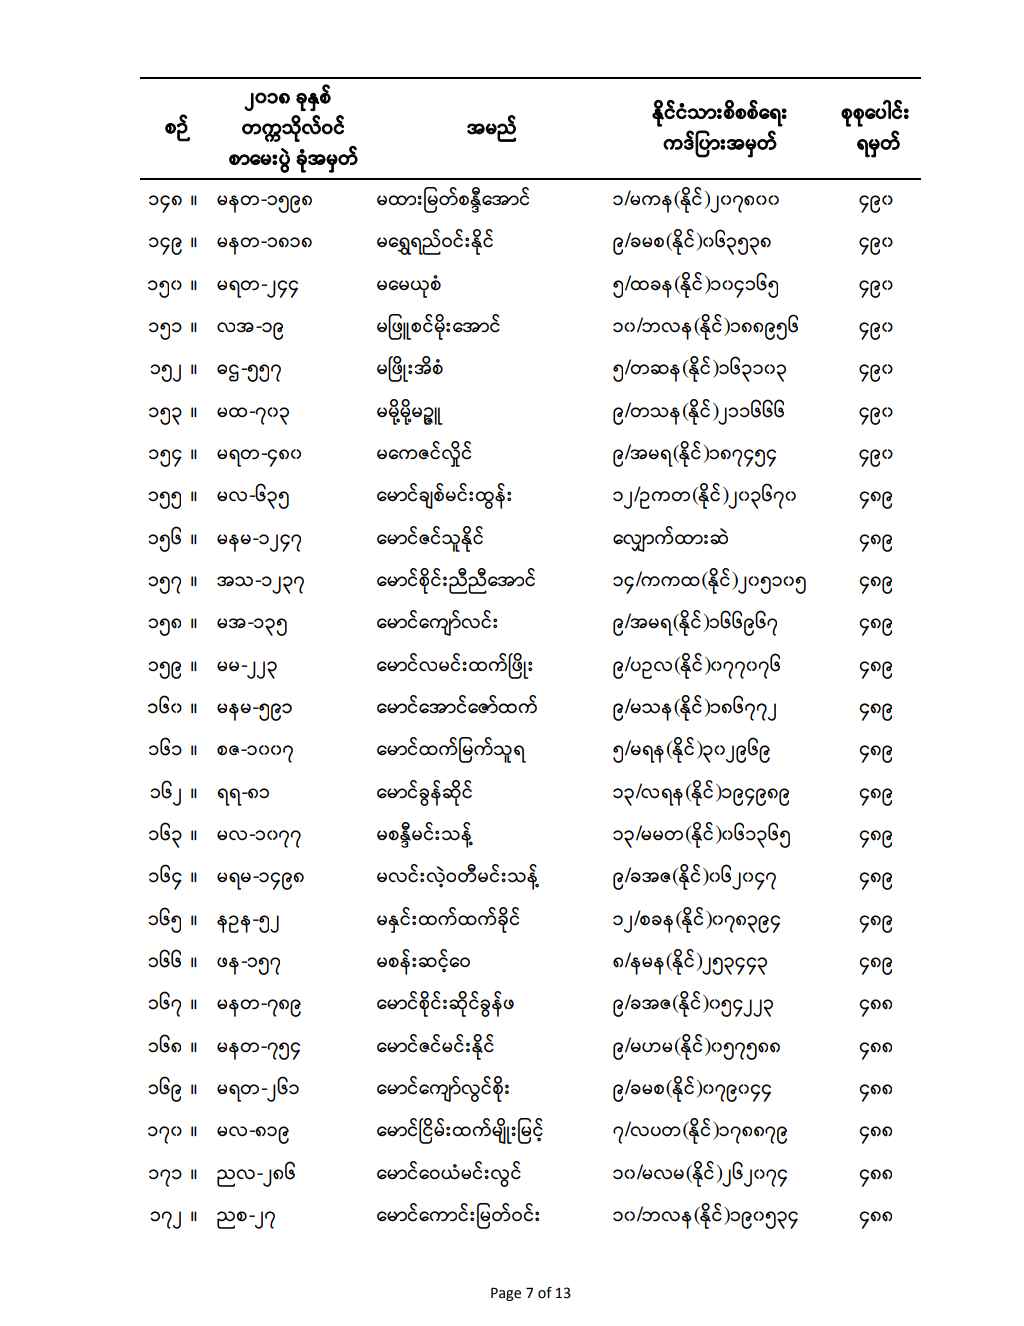 စဉ် ၂၀၁၈ ခုနှစ် တက္ကသိုလ်ဝင် စာမေးပွဲ ခုံအမှတ် အမည် နိုင်ငံသားစိစစ်ရေး ကဒ်ပြားအမှတ် စုစုပေါင်း ရမှတ်
၁၄၈ ။ မနတ-၁၅၉၈ မထားမြတ်စန္ဒီအောင် ၁/မကန(နိုင်)၂၀၇၈၀၀ ၄၉၀
၁၄၉ ။ မနတ-၁၈၁၈ မရွှေရည်ဝင်းနိုင် ၉/ခမစ(နိုင်)၀၆၃၅၃၈ ၄၉၀
၁၅၀ ။ မရတ-၂၄၄ မမေယုစံ ၅/ထခန(နိုင်)၁၀၄၁၆၅ ၄၉၀
၁၅၁ ။ လအ-၁၉ မဖြူစင်မိုးအောင် ၁၀/ဘလန(နိုင်)၁၈၈၉၅၆ ၄၉၀
၁၅၂ ။ ဓဌ-၅၅၇ မဖြိုးအိစံ ၅/တဆန(နိုင်)၁၆၃၁၀၃ ၄၉၀
၁၅၃ ။ မထ-၇၀၃ မမို့မို့မဉ္ဇူ ၉/တသန(နိုင်)၂၁၁၆၆၆ ၄၉၀
၁၅၄ ။ မရတ-၄၈၀ မကေဇင်လှိုင် ၉/အမရ(နိုင်)၁၈၇၄၅၄ ၄၉၀
၁၅၅ ။ မလ-၆၃၅ မောင်ချစ်မင်းထွန်း ၁၂/ဥကတ(နိုင်)၂၀၃၆၇၀ ၄၈၉
၁၅၆ ။ မနမ-၁၂၄၇ မောင်ဇင်သူနိုင် လျှောက်ထားဆဲ ၄၈၉
၁၅၇ ။ အသ-၁၂၃၇ မောင်စိုင်းညီညီအောင် ၁၄/ကကထ(နိုင်)၂၀၅၁၀၅ ၄၈၉
၁၅၈ ။ မအ-၁၃၅ မောင်ကျော်လင်း ၉/အမရ(နိုင်)၁၆၆၉၆၇ ၄၈၉
၁၅၉ ။ မမ-၂၂၃ မောင်လမင်းထက်ဖြိုး ၉/ပဥလ(နိုင်)၀၇၇၀၇၆ ၄၈၉
၁၆၀ ။ မနမ-၅၉၁ မောင်အောင်ဇော်ထက် ၉/မသန(နိုင်)၁၈၆၇၇၂ ၄၈၉
၁၆၁ ။ စဇ-၁၀၀၇ မောင်ထက်မြက်သူရ ၅/မရန(နိုင်)၃၀၂၉၆၉ ၄၈၉
၁၆၂ ။ ရရ-၈၁ မောင်ခွန်ဆိုင် ၁၃/လရန(နိုင်)၁၉၄၉၈၉ ၄၈၉
၁၆၃ ။ မလ-၁၀၇၇ မစန္ဒီမင်းသန့် ၁၃/မမတ(နိုင်)၀၆၁၃၆၅ ၄၈၉
၁၆၄ ။ မရမ-၁၄၉၈ မလင်းလဲ့ဝတီမင်းသန့် ၉/ခအဇ(နိုင်)၀၆၂၀၄၇ ၄၈၉
၁၆၅ ။ နဥန-၅၂ မနှင်းထက်ထက်ခိုင် ၁၂/စခန(နိုင်)၀၇၈၃၉၄ ၄၈၉
၁၆၆ ။ ဖန-၁၅၇ မစန်းဆင့်ဝေ ၈/နမန(နိုင်)၂၅၃၄၄၃ ၄၈၉
၁၆၇ ။ မနတ-၇၈၉ မောင်စိုင်းဆိုင်ခွန်ဖ ၉/ခအဇ(နိုင်)၀၅၄၂၂၃ ၄၈၈
၁၆၈ ။ မနတ-၇၅၄ မောင်ဇင်မင်းနိုင် ၉/မဟမ(နိုင်)၀၅၇၅၈၈ ၄၈၈
၁၆၉ ။ မရတ-၂၆၁ မောင်ကျော်လွင်စိုး ၉/ခမစ(နိုင်)၀၇၉၀၄၄ ၄၈၈
၁၇၀ ။ မလ-၈၁၉ မောင်ငြိမ်းထက်မျိုးမြင့် ၇/လပတ(နိုင်)၁၇၈၈၇၉ ၄၈၈
၁၇၁ ။ ညလ-၂၈၆ မောင်ဝေယံမင်းလွင် ၁၀/မလမ(နိုင်)၂၆၂၀၇၄ ၄၈၈
၁၇၂ ။ ညစ-၂၇ မောင်ကောင်းမြတ်ဝင်း ၁၀/ဘလန(နိုင်)၁၉၀၅၃၄ ၄၈၈
Page 7 of 13